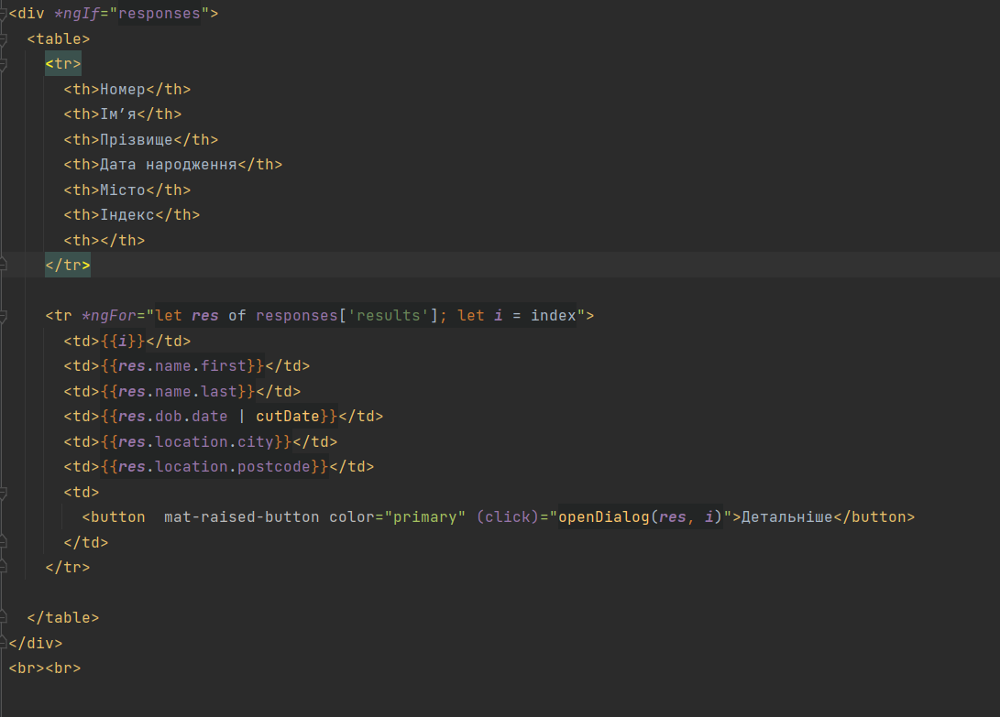 <div *ngIf="responses">
  <table>
    <tr>
      <th>Номер</th>
      <th>Ім’я</th>
      <th>Прізвище</th>
      <th>Дата народження</th>
      <th>Місто</th>
      <th>Індекс</th>
      <th></th>
    </tr>
    <tr *ngFor="let res of responses['results']; let i = index">
      <td>{{i}}</td>
      <td>{{res.name.first}}</td>
      <td>{{res.name.last}}</td>
      <td>{{res.dob.date | cutDate}}</td>
      <td>{{res.location.city}}</td>
      <td>{{res.location.postcode}}</td>
      <td>
        <button  mat-raised-button color="primary" (click)="openDialog(res, i)">Детальніше</button>
      </td>
    </tr>
  </table>
</div>
<br><br>